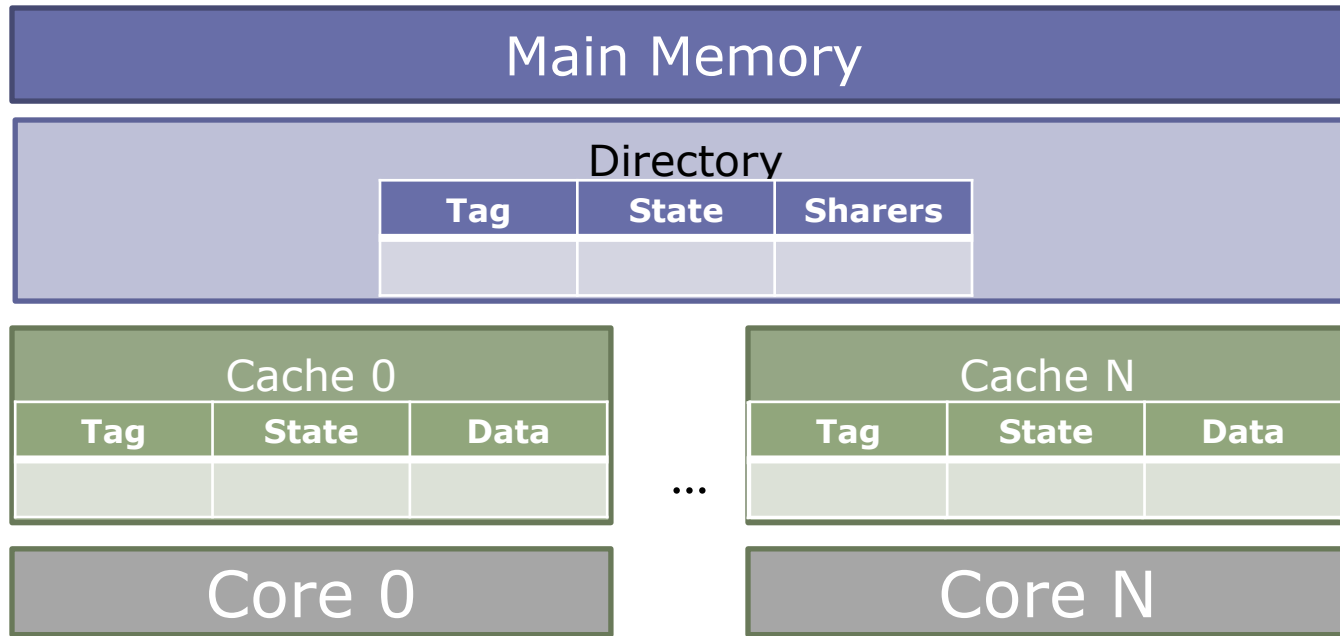 Main Memory
Directory
Tag State Sharers
Cache 0 Cache N
Tag State Data Tag State Data
...
Core 0 Core N